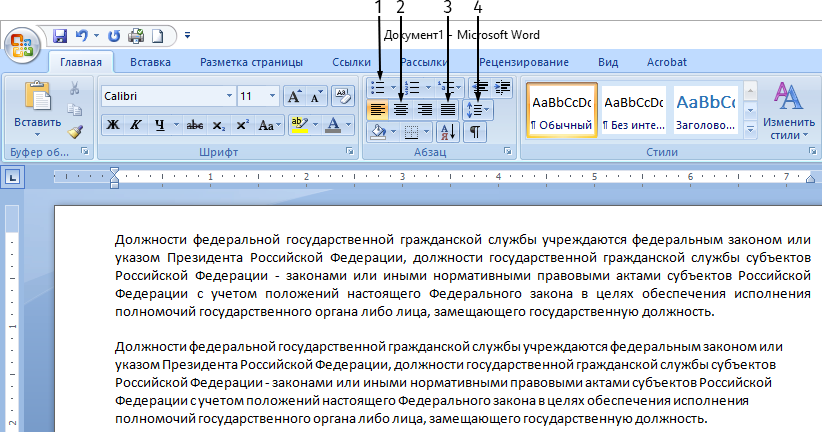 1 2 3 4
Документ1 - Microsoft Word
Главная Вставка Разметка страницы Ссылки Рассылки Рецензирование Вид Acrobat
Вставить
Буфер об...
Calibri 11
Ж К Ч abc x₂ x² Aa ab A
Шрифт
А Я ¶
Абзац
AaBbCcDc AaBbCcDc AaBbCc
¶ Обычный ¶ Без инте... Заголово...
Стили
Изменить стили
1 2 3 4 5 6 7
Должности федеральной государственной гражданской службы учреждаются федеральным законом или
указом Президента Российской Федерации, должности государственной гражданской службы субъектов
Российской Федерации - законами или иными нормативными правовыми актами субъектов Российской
Федерации с учетом положений настоящего Федерального закона в целях обеспечения исполнения
полномочий государственного органа либо лица, замещающего государственную должность.
Должности федеральной государственной гражданской службы учреждаются федеральным законом или
указом Президента Российской Федерации, должности государственной гражданской службы субъектов
Российской Федерации - законами или иными нормативными правовыми актами субъектов Российской
Федерации с учетом положений настоящего Федерального закона в целях обеспечения исполнения
полномочий государственного органа либо лица, замещающего государственную должность.
1
2